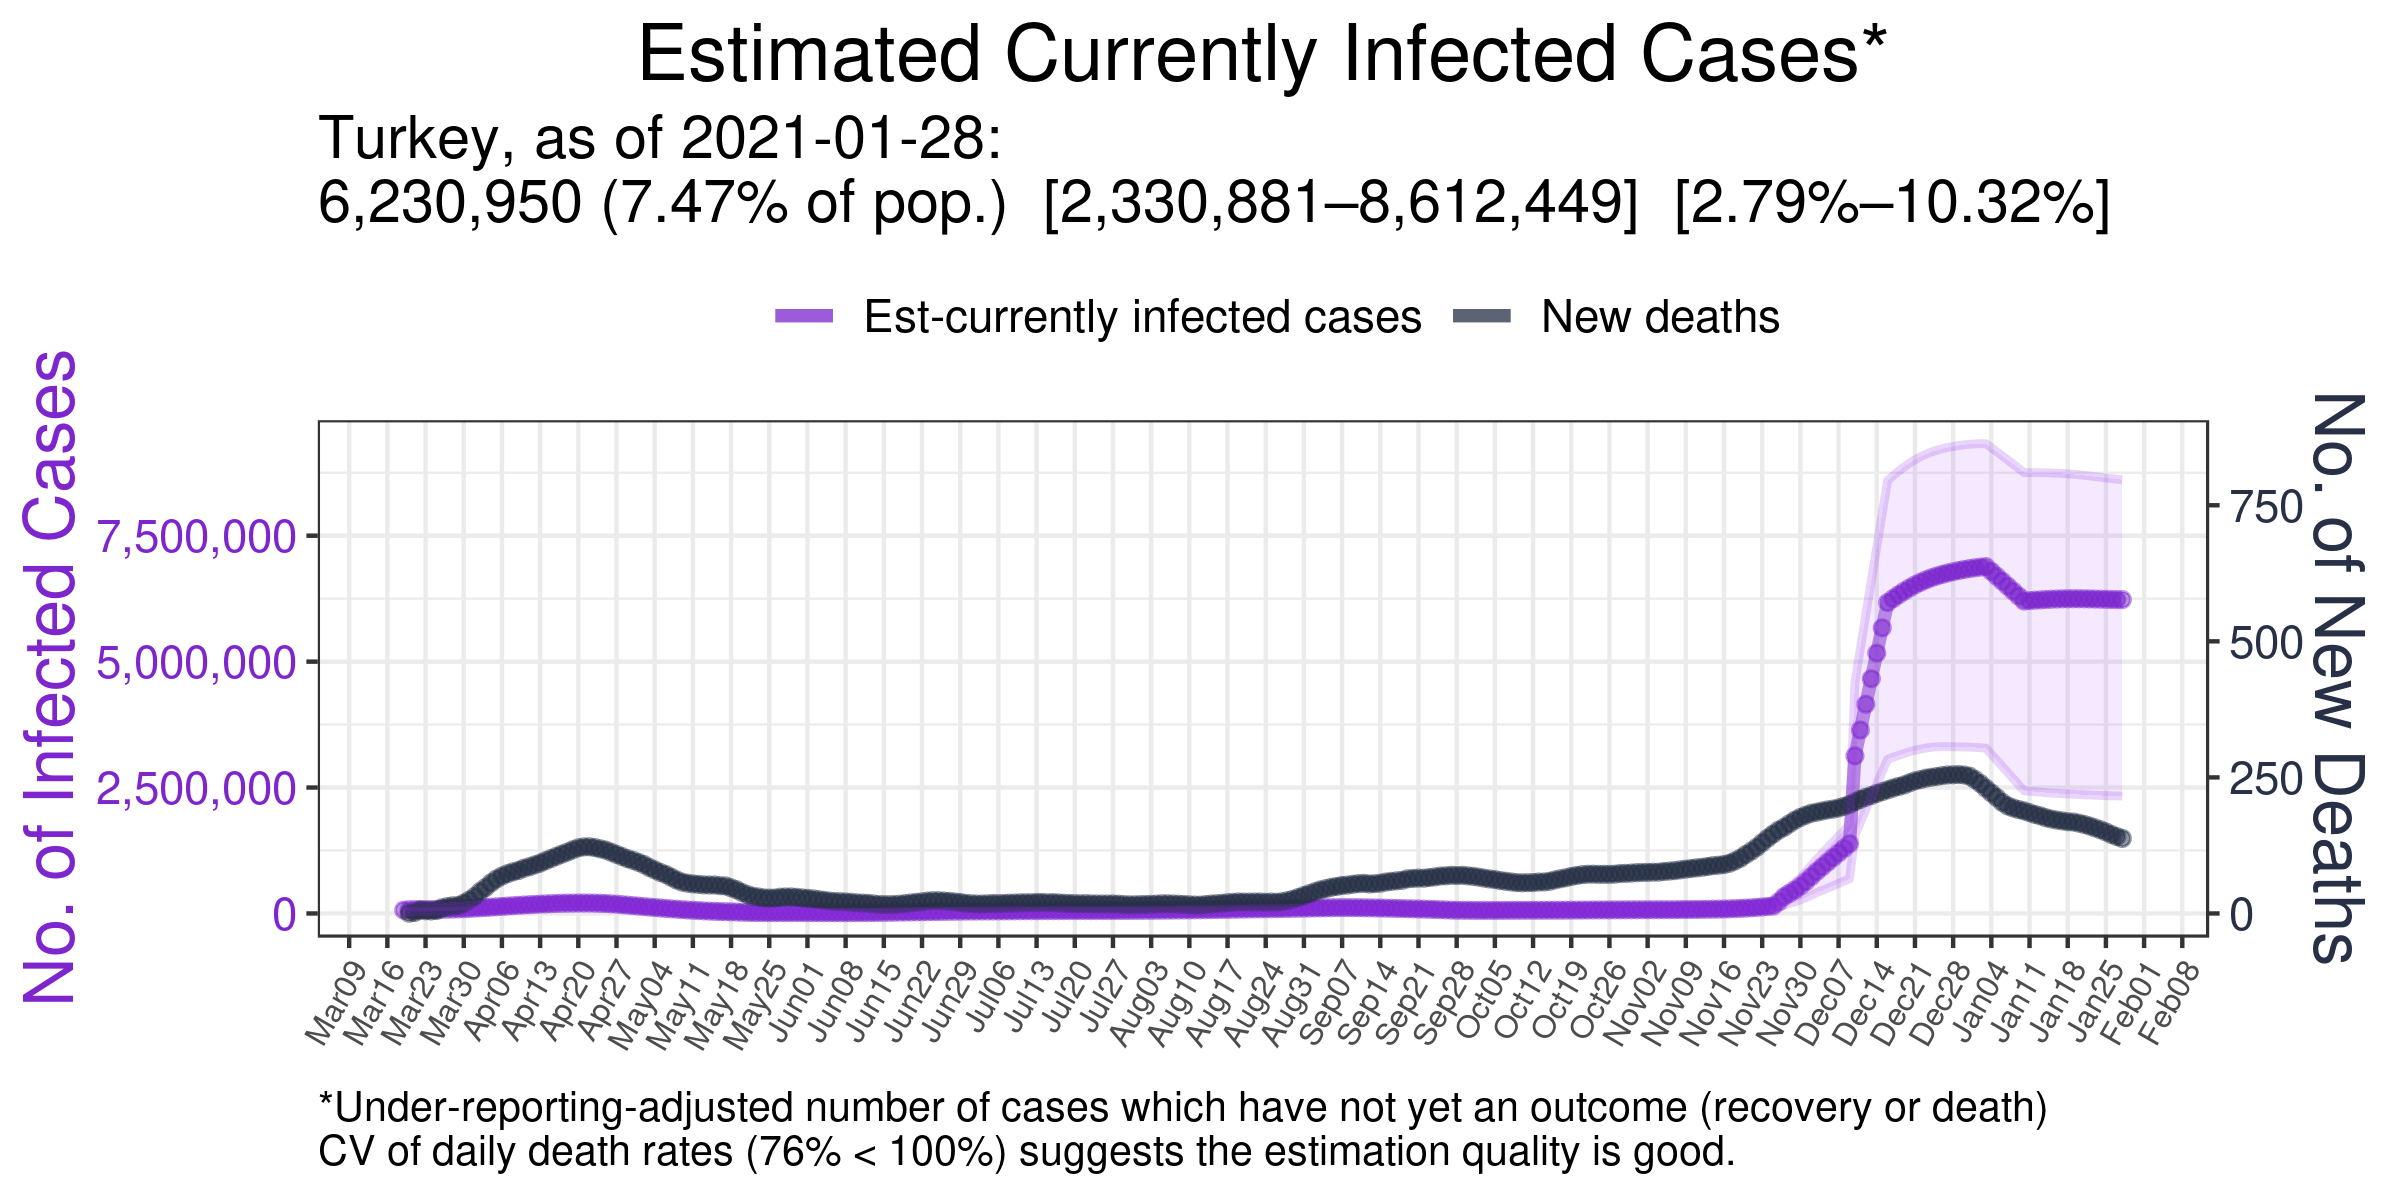 Estimated Currently Infected Cases*
Turkey, as of 2021-01-28:
6,230,950 (7.47% of pop.) [2,330,881–8,612,449] [2.79%–10.32%]
Est-currently infected cases
New deaths
No. of Infected Cases
7,500,000
5,000,000
2,500,000
0
750
500
250
0
No. of New Deaths
Mar09
Mar16
Mar23
Mar30
Apr06
Apr13
Apr20
Apr27
May04
May11
May18
May25
Jun01
Jun08
Jun15
Jun22
Jun29
Jul06
Jul13
Jul20
Jul27
Aug03
Aug10
Aug17
Aug24
Aug31
Sep07
Sep14
Sep21
Sep28
Oct05
Oct12
Oct19
Oct26
Nov02
Nov09
Nov16
Nov23
Nov30
Dec07
Dec14
Dec21
Dec28
Jan04
Jan11
Jan18
Jan25
Feb01
Feb08
*Under-reporting-adjusted number of cases which have not yet an outcome (recovery or death)
CV of daily death rates (76% < 100%) suggests the estimation quality is good.